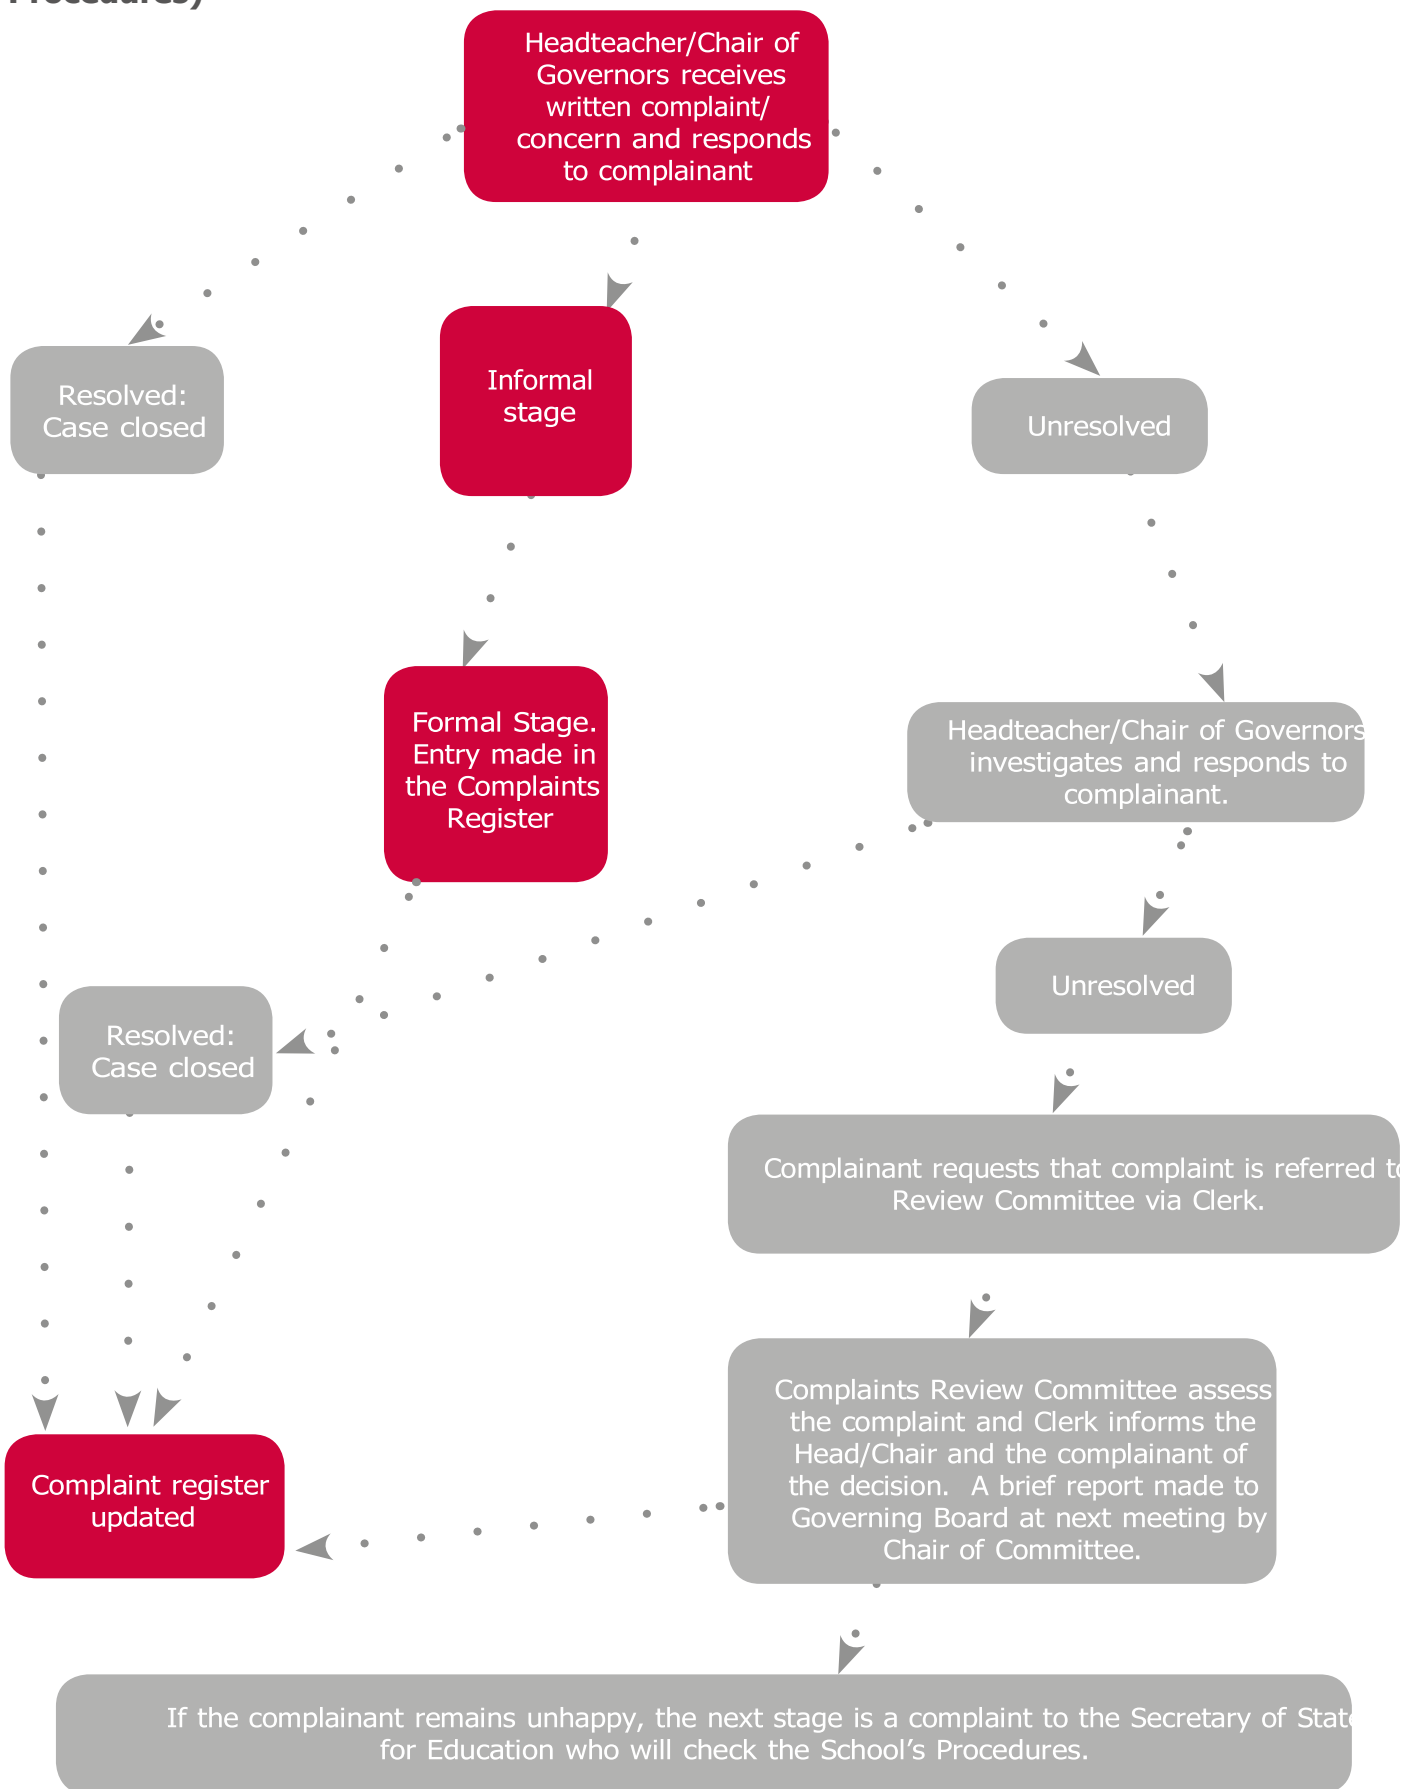 Procedures)
Headteacher/Chair of
Governors receives
written complaint/
concern and responds
to complainant
Resolved:
Case closed
Informal
stage
Unresolved
Formal Stage.
Entry made in
the Complaints
Register
Headteacher/Chair of Governors
investigates and responds to
complainant.
Resolved:
Case closed
Unresolved
Complainant requests that complaint is referred to
Review Committee via Clerk.
Complaints Review Committee assess
the complaint and Clerk informs the
Head/Chair and the complainant of
the decision.  A brief report made to
Governing Board at next meeting by
Chair of Committee.
Complaint register
updated
If the complainant remains unhappy, the next stage is a complaint to the Secretary of State
for Education who will check the School’s Procedures.